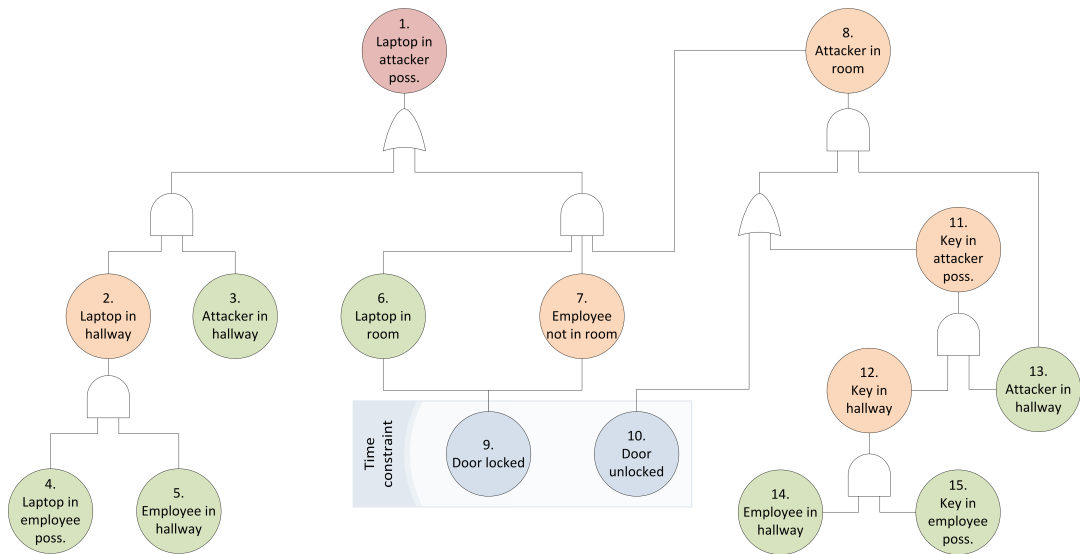 1.
Laptop in
attacker
poss.
8.
Attacker in
room
2.
Laptop in
hallway
3.
Attacker in
hallway
6.
Laptop in
room
7.
Employee
not in room
11.
Key in
attacker
poss.
12.
Key in
hallway
13.
Attacker in
hallway
Time
constraint
9.
Door locked
10.
Door
unlocked
4.
Laptop in
employee
poss.
5.
Employee in
hallway
14.
Employee in
hallway
15.
Key in
employee
poss.